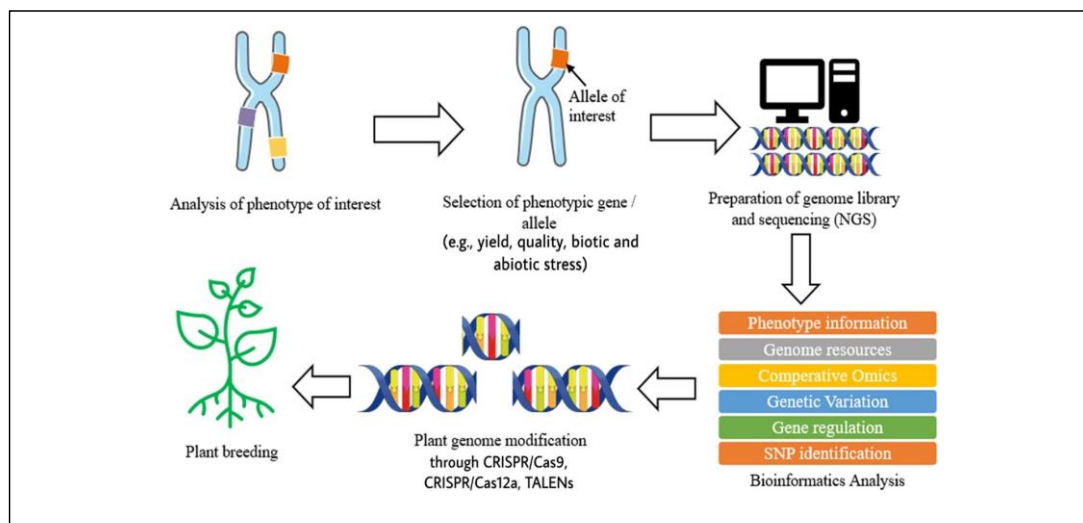 Allele of
interest
Analysis of phenotype of interest
Selection of phenotypic gene /
allele
(e.g., yield, quality, biotic and
abiotic stress)
Preparation of genome library
and sequencing (NGS)
Phenotype information
Genome resources
Comperative Omics
Genetic Variation
Gene regulation
SNP identification
Bioinformatics Analysis
Plant genome modification
through CRISPR/Cas9,
CRISPR/Cas12a, TALENs
Plant breeding